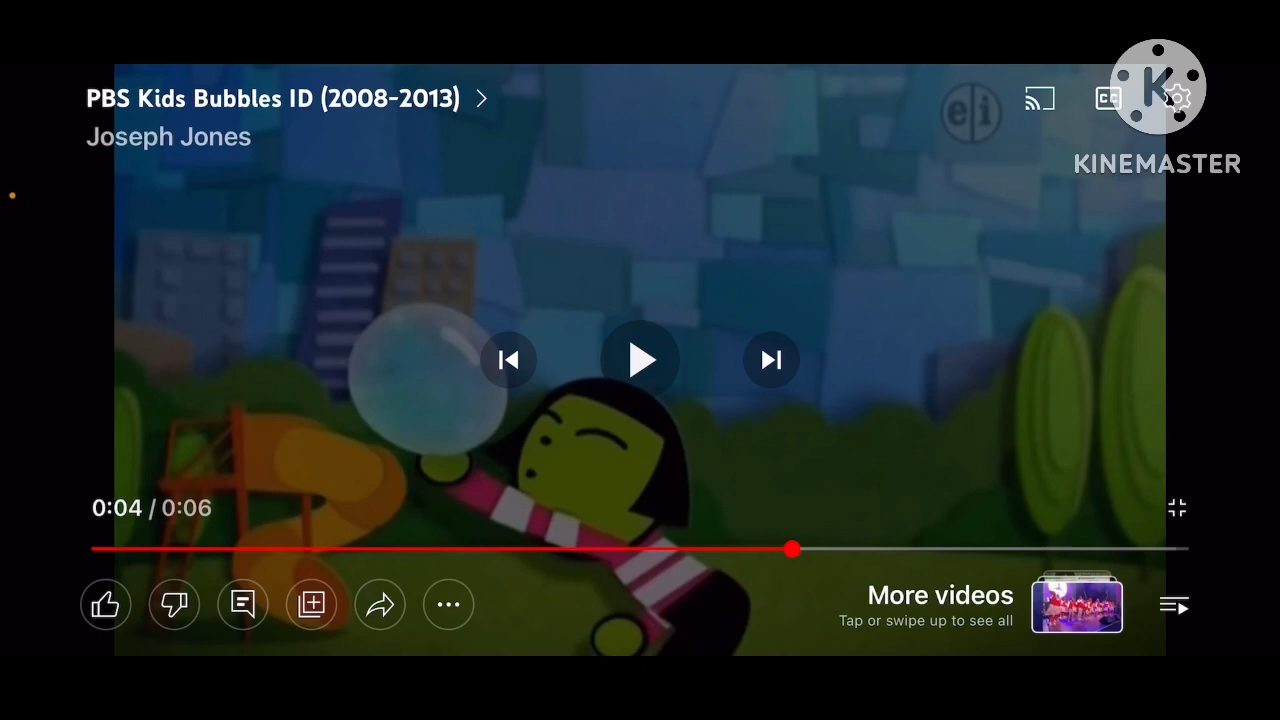 PBS Kids Bubbles ID (2008-2013)
Joseph Jones
e/i
CC
K
KINEMASTER
0:04 / 0:06
More videos
Tap or swipe up to see all